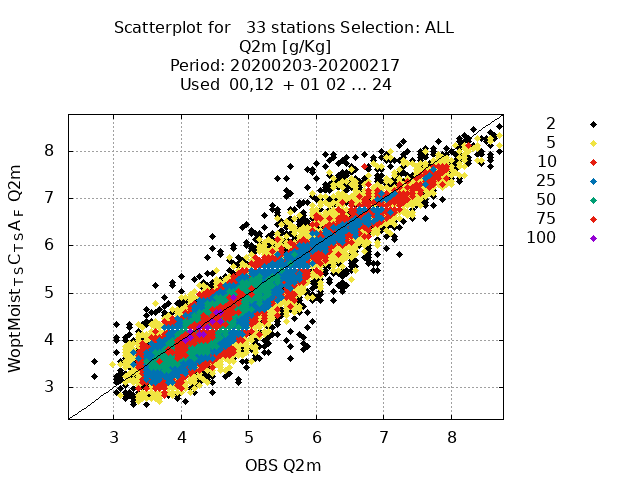 Scatterplot for 33 stations Selection: ALL
Q2m [g/Kg]
Period: 20200203-20200217
Used 00,12 + 01 02 ... 24
2
5
10
25
50
75
100
8
7
6
5
4
3
WoptMoist T S C T S A F Q2m
3 4 5 6 7 8
OBS Q2m